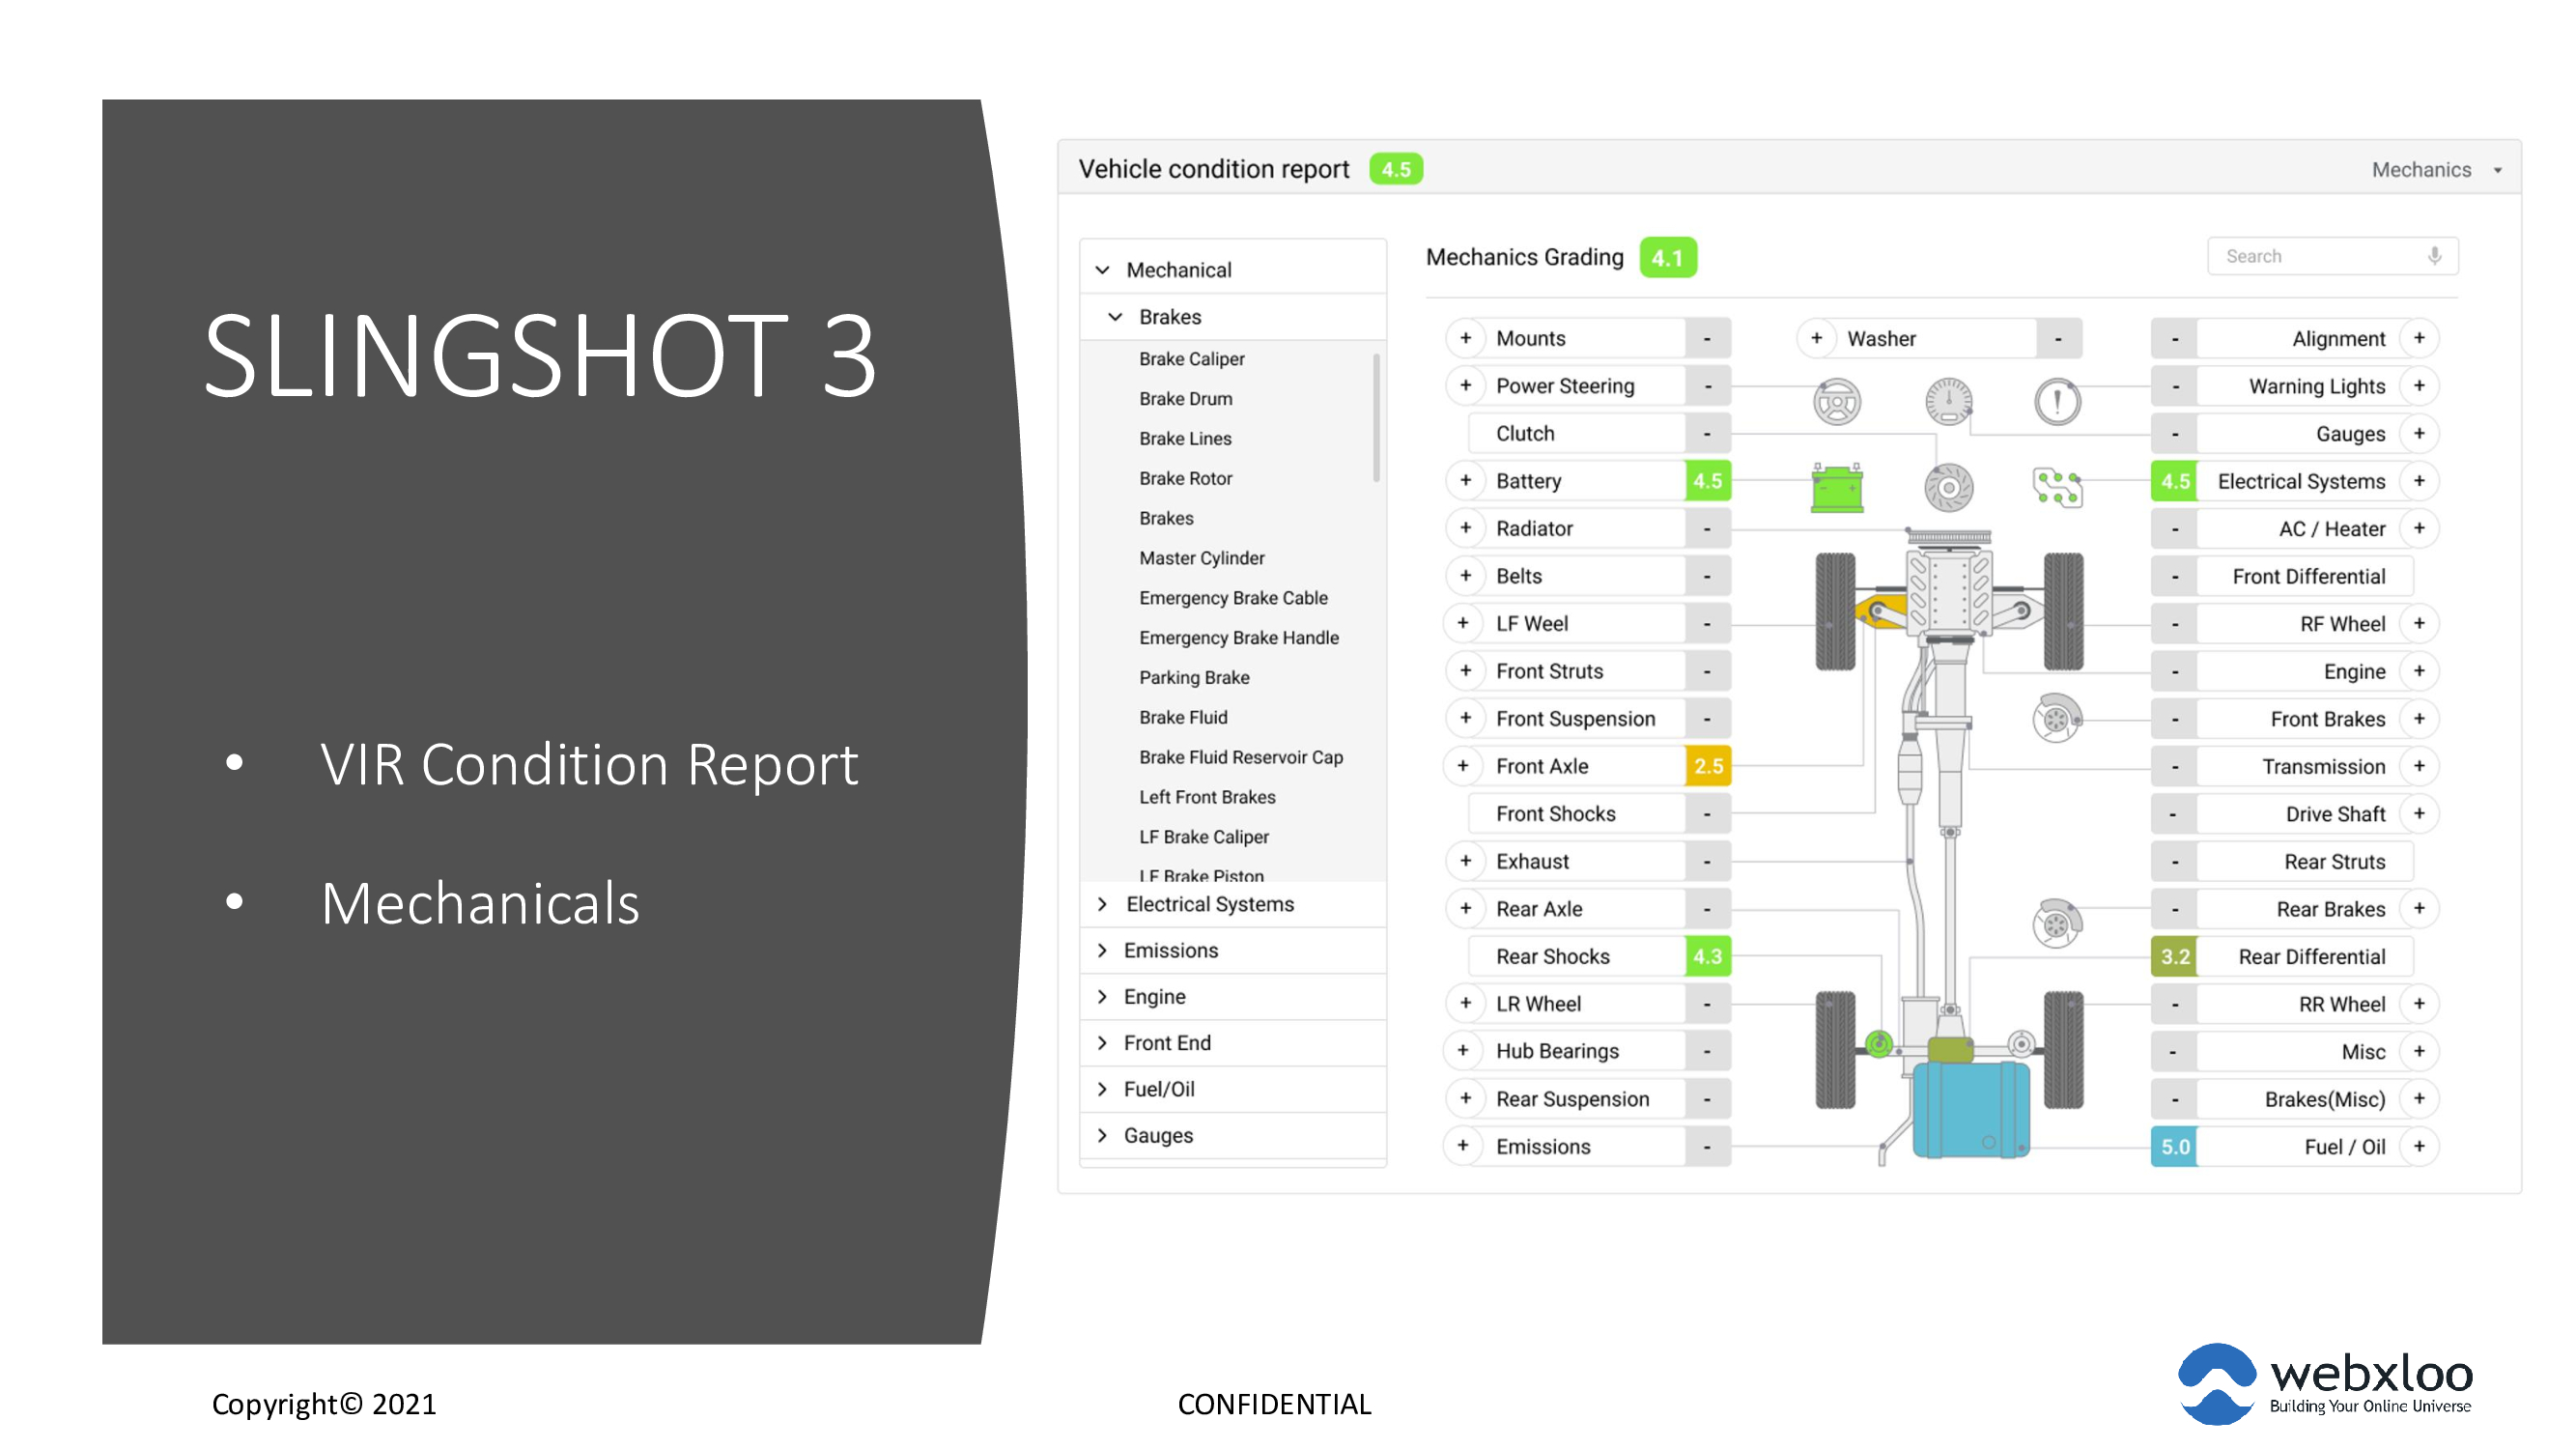 SLINGSHOT 3
• VIR Condition Report
• Mechanicals
Vehicle condition report 4.5
Mechanics
Mechanical
Brakes
Brake Caliper
Brake Drum
Brake Lines
Brake Rotor
Brakes
Master Cylinder
Emergency Brake Cable
Emergency Brake Handle
Parking Brake
Brake Fluid
Brake Fluid Reservoir Cap
Left Front Brakes
LF Brake Caliper
LF Brake Piston
Electrical Systems
Emissions
Engine
Front End
Fuel/Oil
Gauges
Mechanics Grading 4.1
Search
+ Mounts -
+ Power Steering -
Clutch -
+ Battery 4.5
+ Radiator -
+ Belts -
+ LF Weel -
+ Front Struts -
+ Front Suspension -
+ Front Axle 2.5
Front Shocks -
+ Exhaust -
+ Rear Axle -
Rear Shocks 4.3
+ LR Wheel -
+ Hub Bearings -
+ Rear Suspension -
+ Emissions -
+ Washer -
- Alignment +
- Warning Lights +
- Gauges +
4.5 Electrical Systems +
- AC / Heater +
- Front Differential
- RF Wheel +
- Engine +
- Front Brakes +
- Transmission +
- Drive Shaft +
- Rear Struts
- Rear Brakes +
3.2 Rear Differential
- RR Wheel +
- Misc +
- Brakes(Misc) +
5.0 Fuel / Oil +
Copyright© 2021
CONFIDENTIAL
webxloo
Building Your Online Universe